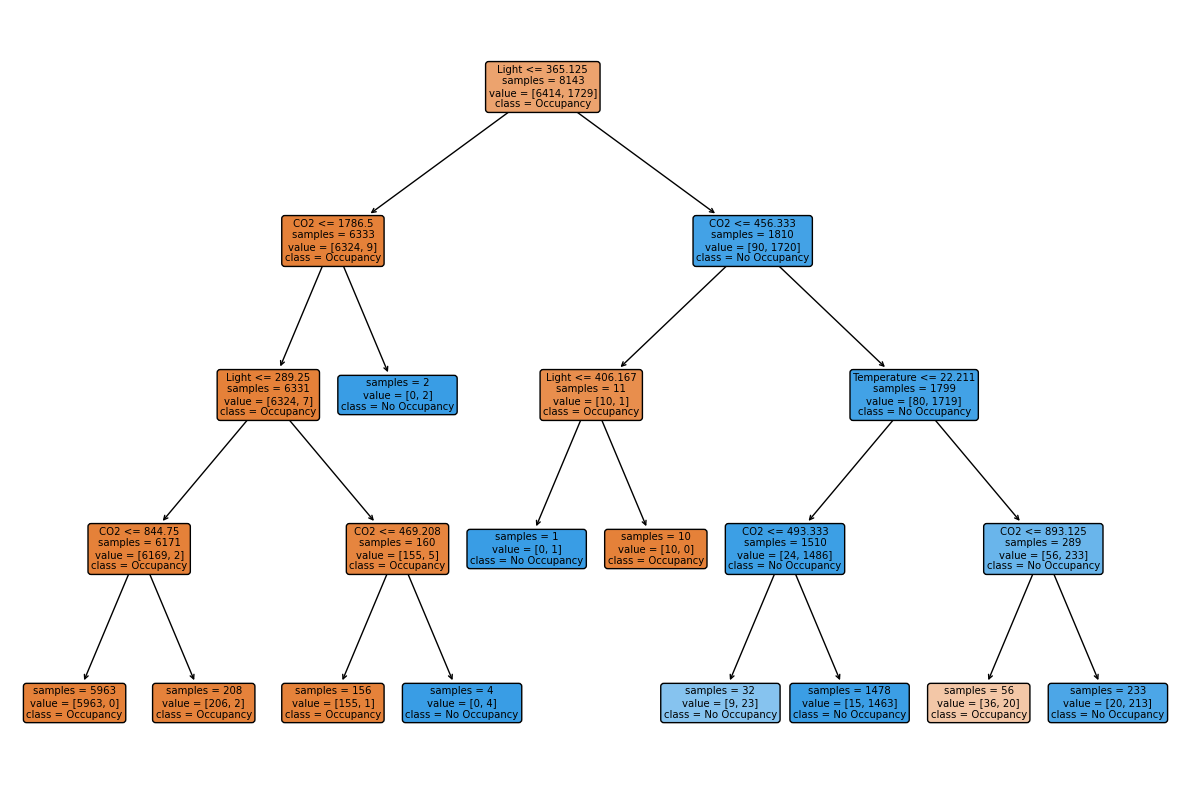 Light <= 365.125
samples = 8143
value = [6414, 1729]
class = Occupancy
CO2 <= 1786.5
samples = 6333
value = [6324, 9]
class = Occupancy
CO2 <= 456.333
samples = 1810
value = [90, 1720]
class = No Occupancy
Light <= 289.25
samples = 6331
value = [6324, 7]
class = Occupancy
samples = 2
value = [0, 2]
class = No Occupancy
Light <= 406.167
samples = 11
value = [10, 1]
class = Occupancy
Temperature <= 22.211
samples = 1799
value = [80, 1719]
class = No Occupancy
CO2 <= 844.75
samples = 6171
value = [6169, 2]
class = Occupancy
CO2 <= 469.208
samples = 160
value = [155, 5]
class = Occupancy
samples = 1
value = [0, 1]
class = No Occupancy
samples = 10
value = [10, 0]
class = Occupancy
CO2 <= 493.333
samples = 1510
value = [24, 1486]
class = No Occupancy
CO2 <= 893.125
samples = 289
value = [56, 233]
class = No Occupancy
samples = 5963
value = [5963, 0]
class = Occupancy
samples = 208
value = [206, 2]
class = Occupancy
samples = 156
value = [155, 1]
class = Occupancy
samples = 4
value = [0, 4]
class = No Occupancy
samples = 32
value = [9, 23]
class = No Occupancy
samples = 1478
value = [15, 1463]
class = No Occupancy
samples = 56
value = [36, 20]
class = Occupancy
samples = 233
value = [20, 213]
class = No Occupancy